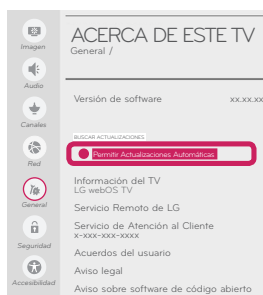 Imagen
Audio
Canales
Red
General
Seguridad
Accesibilidad
ACERCA DE ESTE TV
General /
Versión de software xx.xx.xx
BUSCAR ACTUALIZACIONES
Permitir Actualizaciones Automáticas
Información del TV
LG webOS TV
Servicio Remoto de LG
Servicio de Atención al Cliente
x-xxx-xxx-xxxx
Acuerdos del usuario
Aviso legal
Aviso sobre software de código abierto